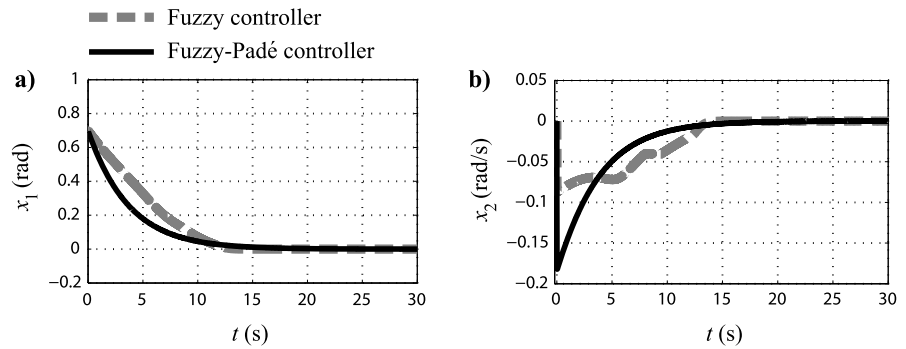 Fuzzy controller
Fuzzy-Padé controller
a)
1
0.8
0.6
0.4
0.2
0
−0.2
x1 (rad)
0 5 10 15 20 25 30
t (s)
b)
0.05
0
−0.05
−0.1
−0.15
−0.2
x2 (rad/s)
0 5 10 15 20 25 30
t (s)